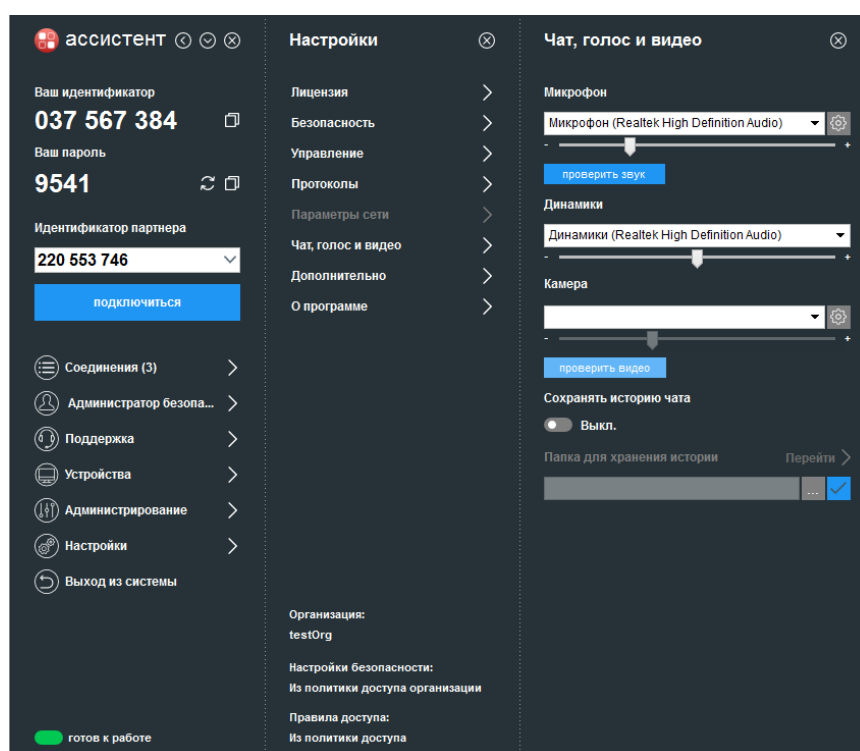 ассистент
Ваш идентификатор
037 567 384
Ваш пароль
9541
Идентификатор партнера
220 553 746
подключиться
Соединения (3)
Администратор безопа...
Поддержка
Устройства
Администрирование
Настройки
Выход из системы
готов к работе
Настройки
Лицензия
Безопасность
Управление
Протоколы
Параметры сети
Чат, голос и видео
Дополнительно
О программе
Организация:
testOrg
Настройки безопасности:
Из политики доступа организации
Правила доступа:
Из политики доступа
Чат, голос и видео
Микрофон
Микрофон (Realtek High Definition Audio)
- +
проверить звук
Динамики
Динамики (Realtek High Definition Audio)
- +
Камера
- +
проверить видео
Сохранять историю чата
Выкл.
Папка для хранения истории Перейти
...